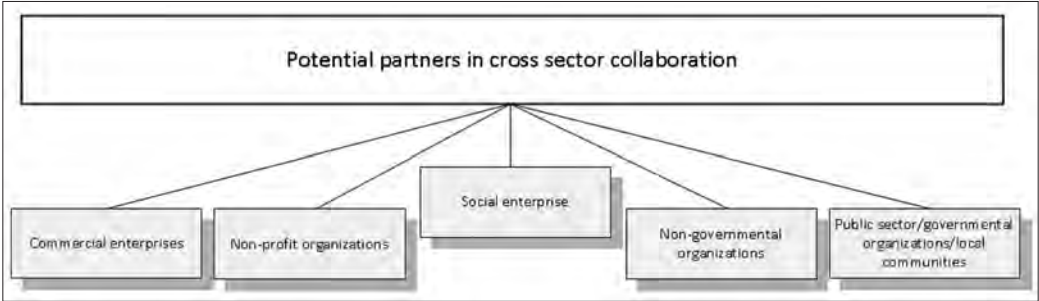 Potential partners in cross sector collaboration
Social enterprise
Commercial enterprises
Non-profit organizations
Non-governmental
organizations
Public sector/governmental
organizations/local
communities